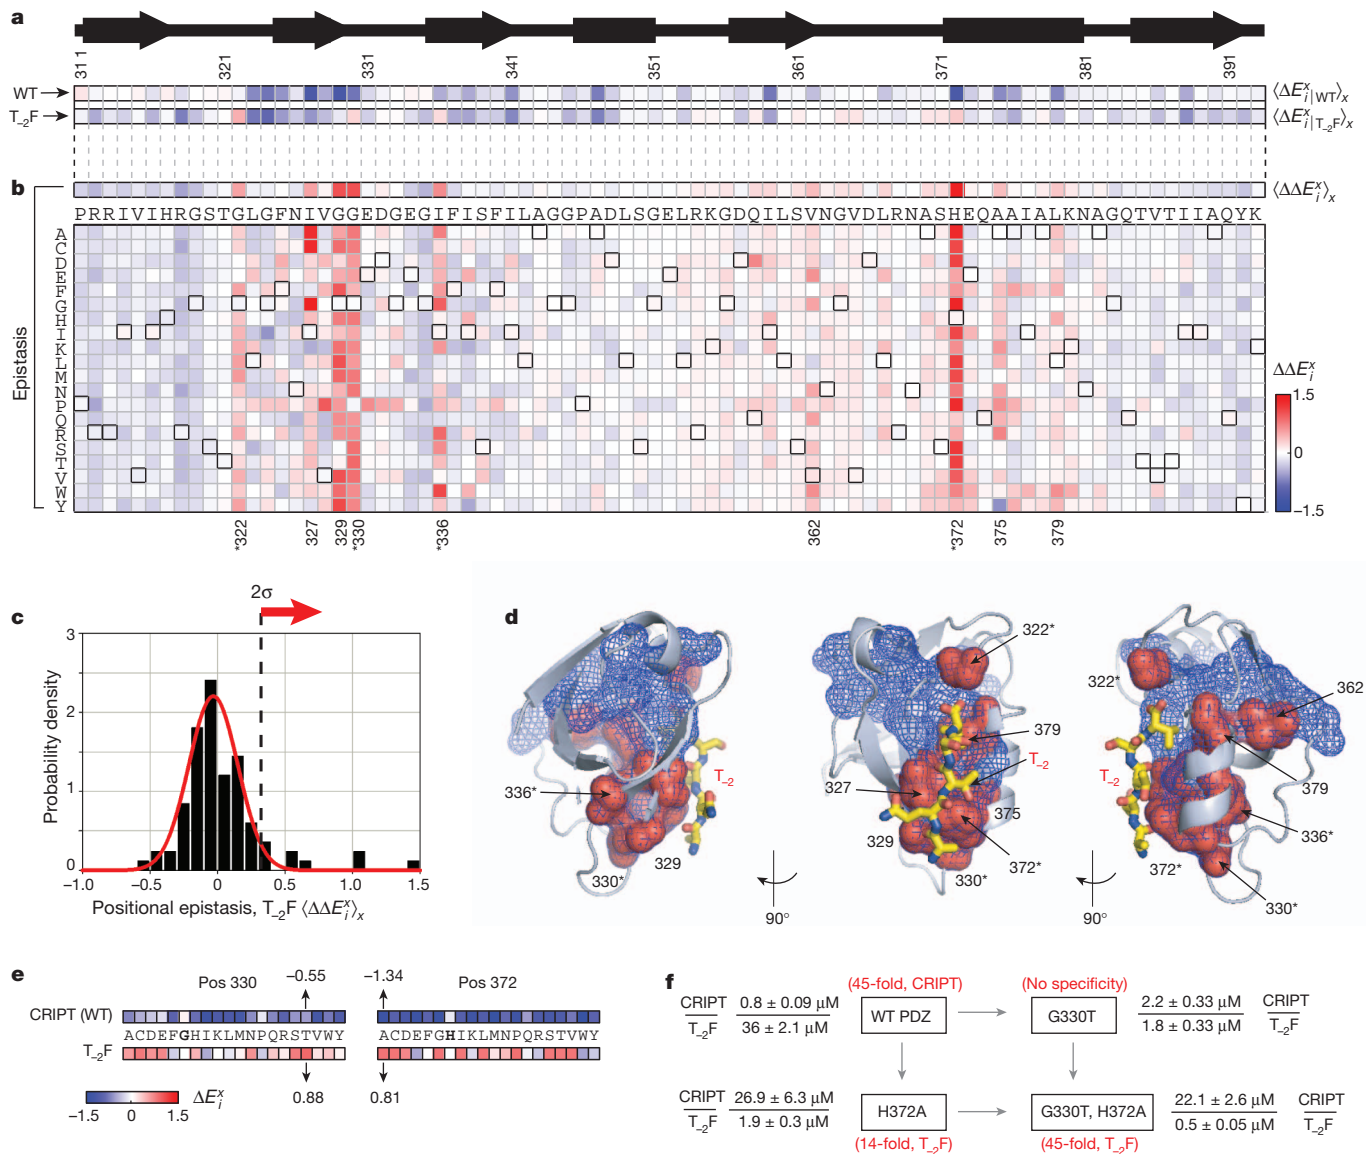 a
311 321 331 341 351 361 371 381 391
WT
⟨ΔE^x_i|WT⟩_x
T₋₂F
⟨ΔE^x_i|T₋₂F⟩_x
b
⟨ΔΔE^x_i⟩_x
PRRIVIHRGSTGLGFNIVGGEDGEGIFISFILAGGPADLSGELRKGDQILSVNGVDLRNASHEQAAIALKNAGQTVTIIAQYK
Epistasis
A
C
D
E
F
G
H
I
K
L
M
N
P
Q
R
S
T
V
W
Y
ΔΔE^x_i
1.5
0
−1.5
*322 327 329 *330 *336 362 *372 375 379
c
2σ
Probability density
3
2
1
0
−1.0 −0.5 0 0.5 1.0 1.5
Positional epistasis, T₋₂F ⟨ΔΔE^x_i⟩_x
d
336*
329
330*
T₋₂
90°
322*
379
T₋₂
327
375
329
372*
330*
90°
322*
362
T₋₂
379
336*
372*
330*
e
Pos 330 −0.55 −1.34 Pos 372
CRIPT (WT)
ACDEFGHIKLMNPQRSTVWY ACDEFGHIKLMNPQRSTVWY
T₋₂F
0.88 0.81
ΔE^x_i
−1.5 0 1.5
f
(45-fold, CRIPT) (No specificity)
CRIPT 0.8 ± 0.09 μM WT PDZ G330T 2.2 ± 0.33 μM CRIPT
T₋₂F 36 ± 2.1 μM 1.8 ± 0.33 μM T₋₂F
CRIPT 26.9 ± 6.3 μM H372A G330T, H372A 22.1 ± 2.6 μM CRIPT
T₋₂F 1.9 ± 0.3 μM 0.5 ± 0.05 μM T₋₂F
(14-fold, T₋₂F) (45-fold, T₋₂F)